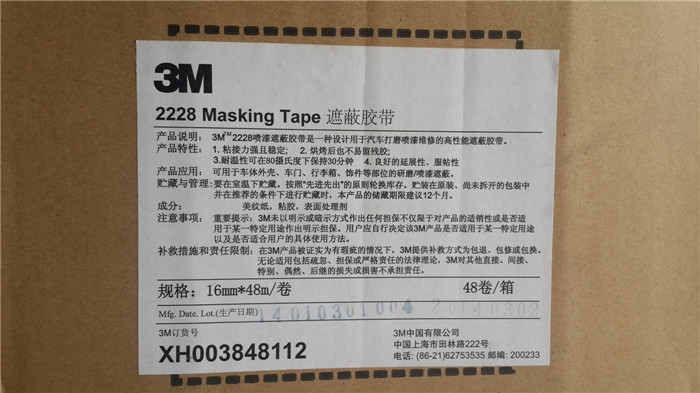 3M
2228 Masking Tape 遮蔽胶带
产品说明: 3M™2228喷漆遮蔽胶带是一种设计用于汽车打磨喷漆维修的高性能遮蔽胶带。
产品特性: 1. 粘接力强且稳定; 2. 烘烤后也不易留残胶;
3.耐温性可在80摄氏度下保持30分钟 4. 良好的延展性、服帖性
产品应用: 可用于车体外壳、车门、行李箱、饰件等部位的研磨/喷漆遮蔽。
贮藏与管理: 要在室温下贮藏。按照“先进先出”的原则轮换库存。贮装在原装、尚未拆开的包装中
并在推荐的条件下进行贮藏时,本产品的储藏期限建议12个月。
成分: 美纹纸,粘胶,表面处理剂
注意事项: 重要提示: 3M未以明示或暗示方式作出任何担保不仅限于对产品的适销性或是否适
用于某一特定用途作出明示担保。用户应自行决定该3M产品是否适用于某一特定用途
以及是否适合用户的具体使用方法。
补救措施和责任限制: 在3M产品被证实为有瑕疵的情况下,3M提供补救方式为包退、包修或包换。
无论适用包括疏忽、担保或严格责任的法律理论,3M对其他直接、间接、
特别、偶然、后继的损失或损害不承担责任。
规格: 16mm*48m/卷 48卷/箱
Mfg. Date. Lot.(生产日期) 14010301004 20140302
3M订货号
XH003848112
3M中国有限公司
中国上海市田林路222号
电话: (86-21)62753535 邮编: 200233